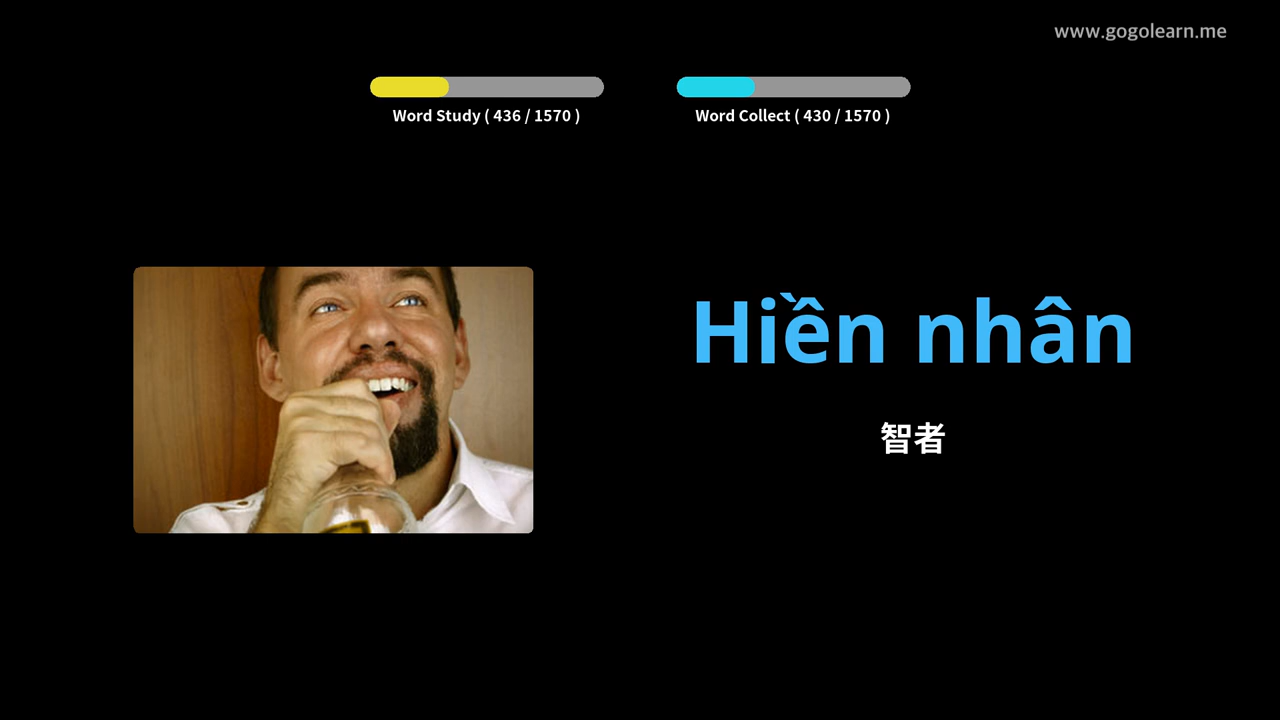 www.gogolearn.me
Word Study ( 436 / 1570 )
Word Collect ( 430 / 1570 )
Hiền nhân
智者